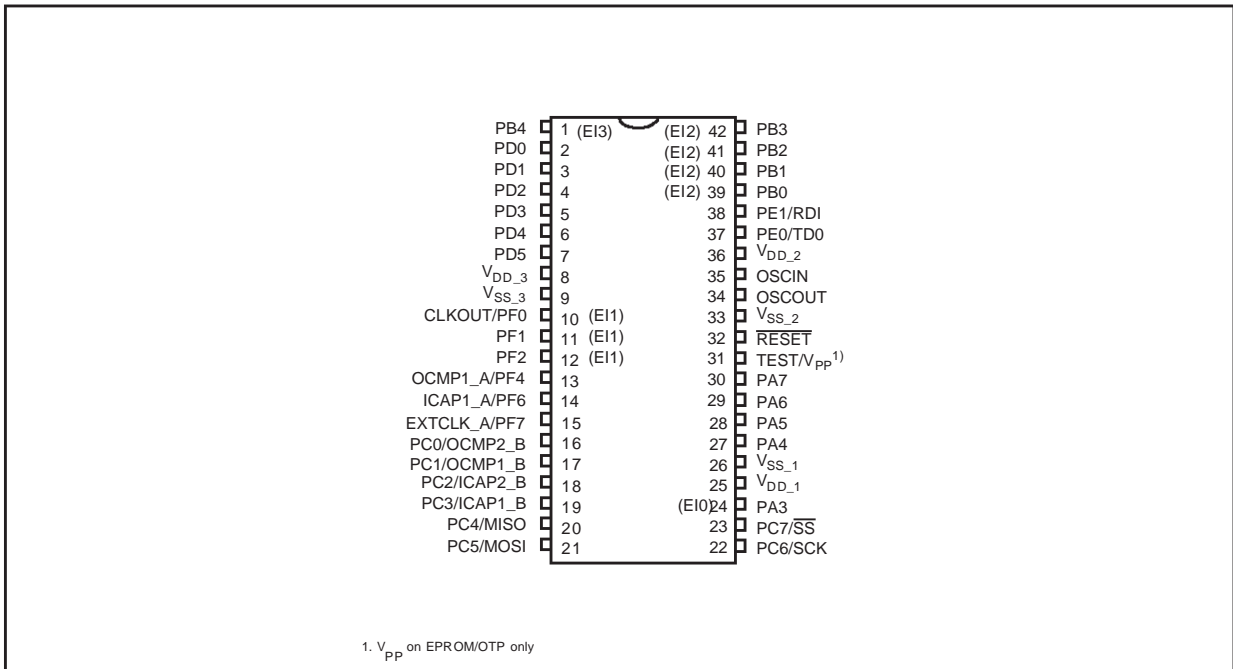 PB4 1 (EI3) (EI2) 42 PB3
PD0 2 (EI2) 41 PB2
PD1 3 (EI2) 40 PB1
PD2 4 (EI2) 39 PB0
PD3 5 38 PE1/RDI
PD4 6 37 PE0/TD0
PD5 7 36 VDD_2
VDD_3 8 35 OSCIN
VSS_3 9 34 OSCOUT
CLKOUT/PF0 10 (EI1) 33 VSS_2
PF1 11 (EI1) 32 RESET
PF2 12 (EI1) 31 TEST/VPP1)
OCMP1_A/PF4 13 30 PA7
ICAP1_A/PF6 14 29 PA6
EXTCLK_A/PF7 15 28 PA5
PC0/OCMP2_B 16 27 PA4
PC1/OCMP1_B 17 26 VSS_1
PC2/ICAP2_B 18 25 VDD_1
PC3/ICAP1_B 19 (EI0) 24 PA3
PC4/MISO 20 23 PC7/SS
PC5/MOSI 21 22 PC6/SCK
1. VPP on EPROM/OTP only